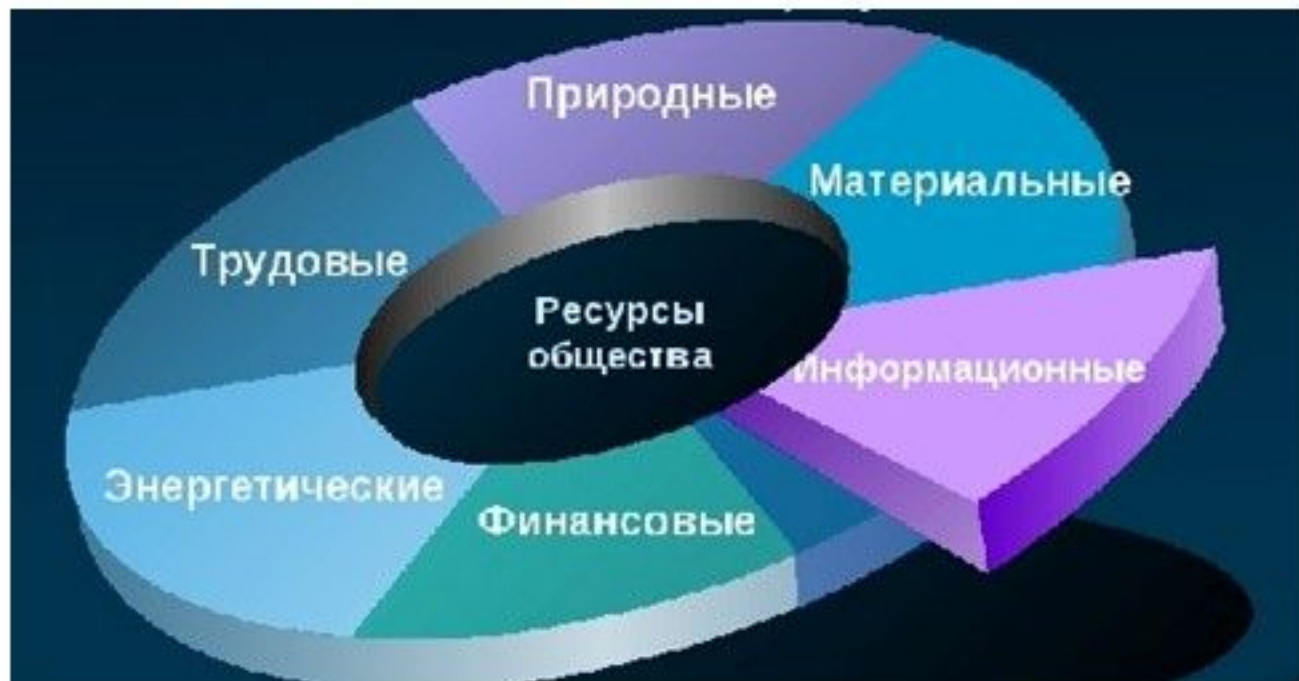 Природные
Материальные
Трудовые
Ресурсы
общества
Информационные
Энергетические
Финансовые